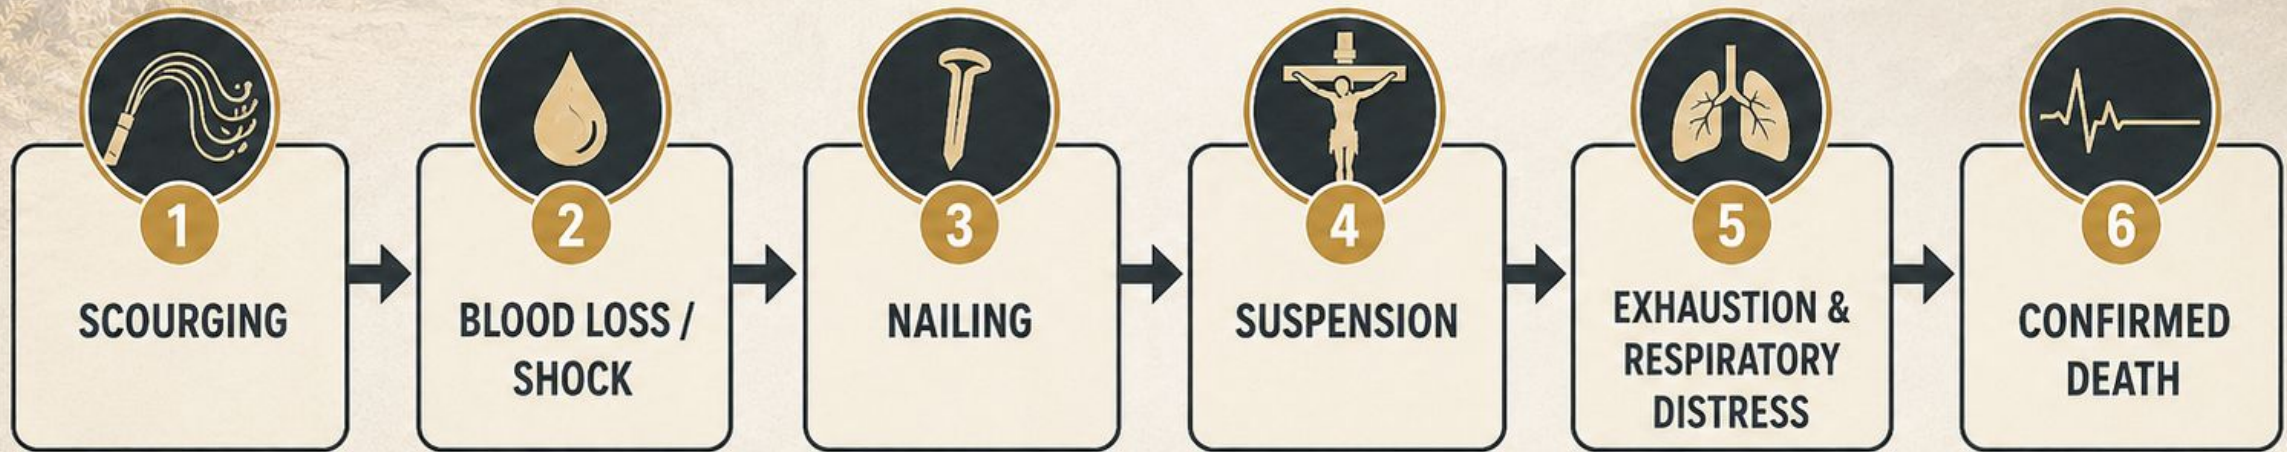 1
SCOURGING
2
BLOOD LOSS /
SHOCK
3
NAILING
4
SUSPENSION
5
EXHAUSTION &
RESPIRATORY
DISTRESS
6
CONFIRMED
DEATH